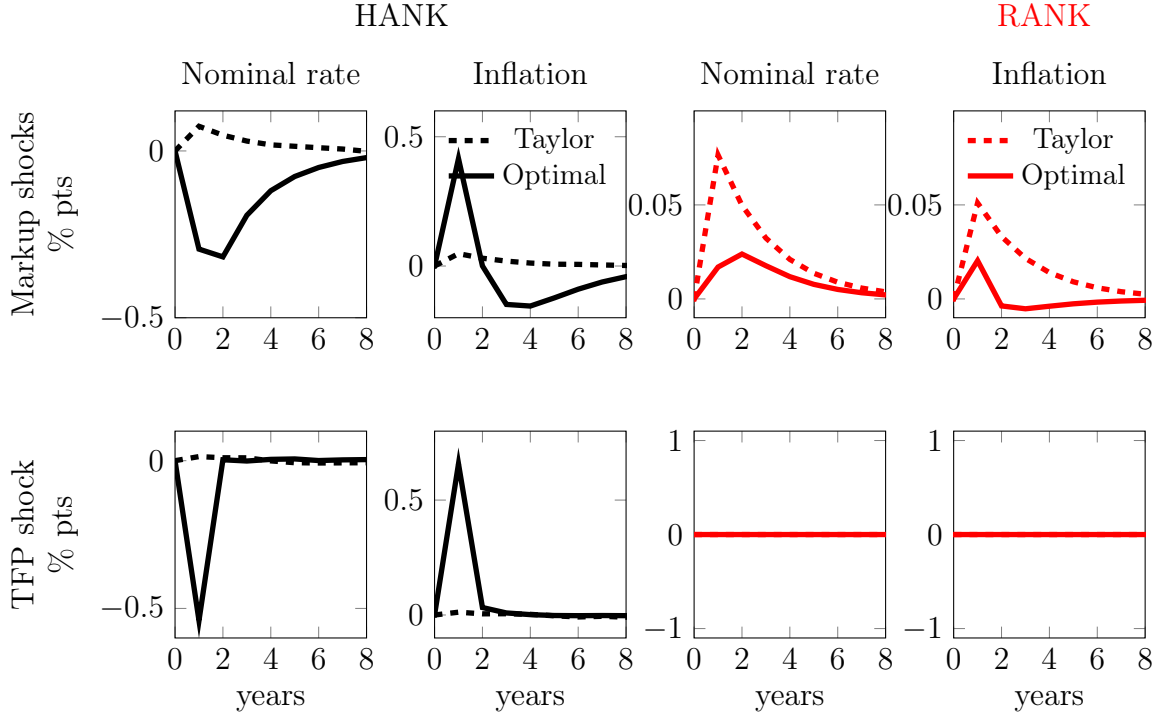 HANK
RANK
Nominal rate
Inflation
Nominal rate
Inflation
Markup shocks
% pts
0
−0.5
0 2 4 6 8
0.5
0
0 2 4 6 8
Taylor
Optimal
0.05
0
0 2 4 6 8
0.05
0
0 2 4 6 8
Taylor
Optimal
TFP shock
% pts
0
−0.5
0 2 4 6 8
years
0.5
0
0 2 4 6 8
years
1
0
−1
0 2 4 6 8
years
1
0
−1
0 2 4 6 8
years